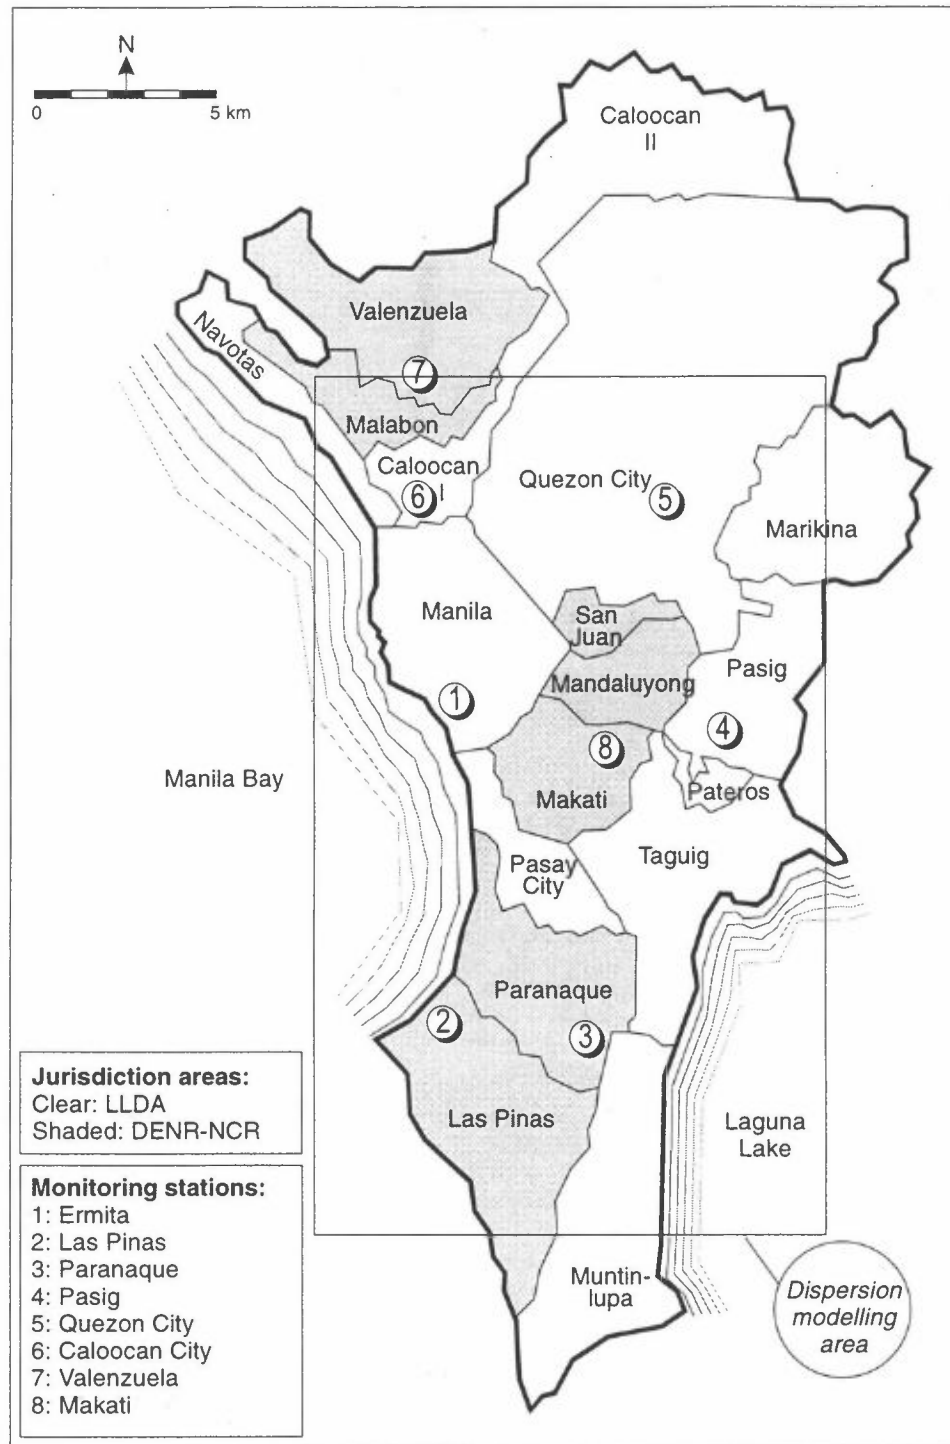 N
0 5 km
Caloocan
II
Valenzuela
Navotas
7
Malabon
Caloocan
I
6
Quezon City
5
Marikina
Manila
San
Juan
Mandaluyong
Pasig
1
4
8
Manila Bay
Makati
Pateros
Pasay
City
Taguig
Paranaque
2
3
Las Pinas
Laguna
Lake
Muntin-
lupa
Dispersion
modelling
area
Jurisdiction areas:
Clear: LLDA
Shaded: DENR-NCR
Monitoring stations:
1: Ermita
2: Las Pinas
3: Paranaque
4: Pasig
5: Quezon City
6: Caloocan City
7: Valenzuela
8: Makati